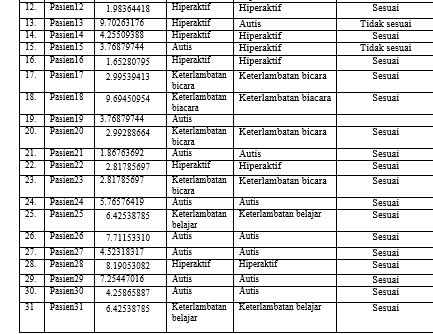 12. Pasien12 1.98364418 Hiperaktif Hiperaktif Sesuai
13. Pasien13 9.70263176 Hiperaktif Autis Tidak sesuai
14. Pasien14 4.25509388 Hiperaktif Hiperaktif Sesuai
15. Pasien15 3.76879744 Autis Hiperaktif Tidak sesuai
16. Pasien16 1.65280795 Hiperaktif Hiperaktif Sesuai
17. Pasien17 2.99539413 Keterlambatan Keterlambatan bicara Sesuai
bicara
18. Pasien18 9.69450954 Keterlambatan Keterlambatan biacara Sesuai
biacara
19. Pasien19 3.76879744 Autis
20. Pasien20 2.99288664 Keterlambatan Keterlambatan bicara Sesuai
bicara
21. Pasien21 1.86763692 Autis Autis Sesuai
22. Pasien22 2.81785697 Hiperaktif Hiperaktif Sesuai
23. Pasien23 2.81785697 Keterlambatan Keterlambatan bicara Sesuai
bicara
24. Pasien24 5.76576419 Autis Autis Sesuai
25. Pasien25 6.42538785 Keterlambatan Keterlambatan belajar Sesuai
belajar
26. Pasien26 7.71153310 Autis Autis Sesuai
27. Pasien27 4.52318317 Autis Autis Sesuai
28. Pasien28 8.19053082 Hiperaktif Hiperaktif Sesuai
29. Pasien29 7.25447016 Autis Autis Sesuai
30. Pasien30 4.25865887 Autis Autis Sesuai
31 Pasien31 6.42538785 Keterlambatan Keterlambatan belajar Sesuai
belajar